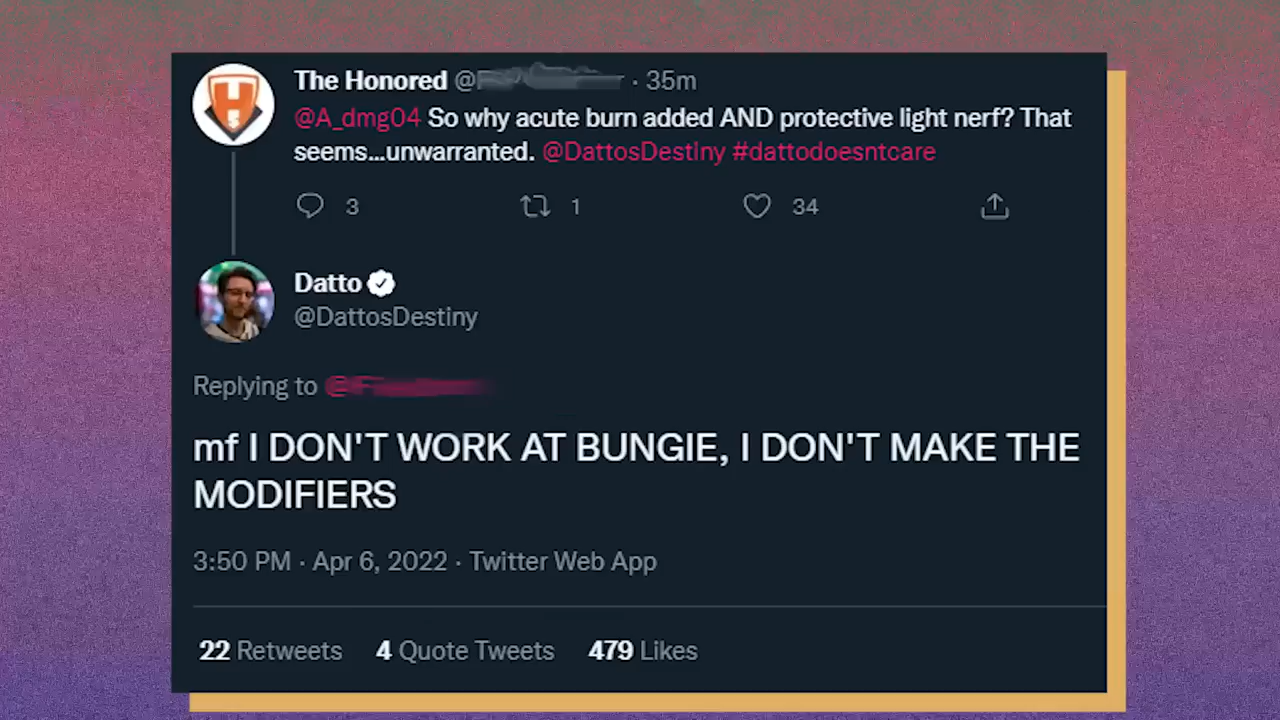 The Honored @ · 35m
@A_dmg04 So why acute burn added AND protective light nerf? That
seems...unwarranted. @DattosDestIny #dattodoesntcare
3 1 34
Datto
@DattosDestiny
Replying to
mf I DON'T WORK AT BUNGIE, I DON'T MAKE THE
MODIFIERS
3:50 PM · Apr 6, 2022 · Twitter Web App
22 Retweets 4 Quote Tweets 479 Likes